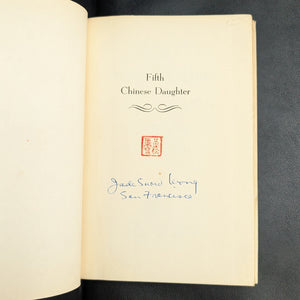 Fifth
Chinese Daughter
Jade Snow Wong
San Francisco